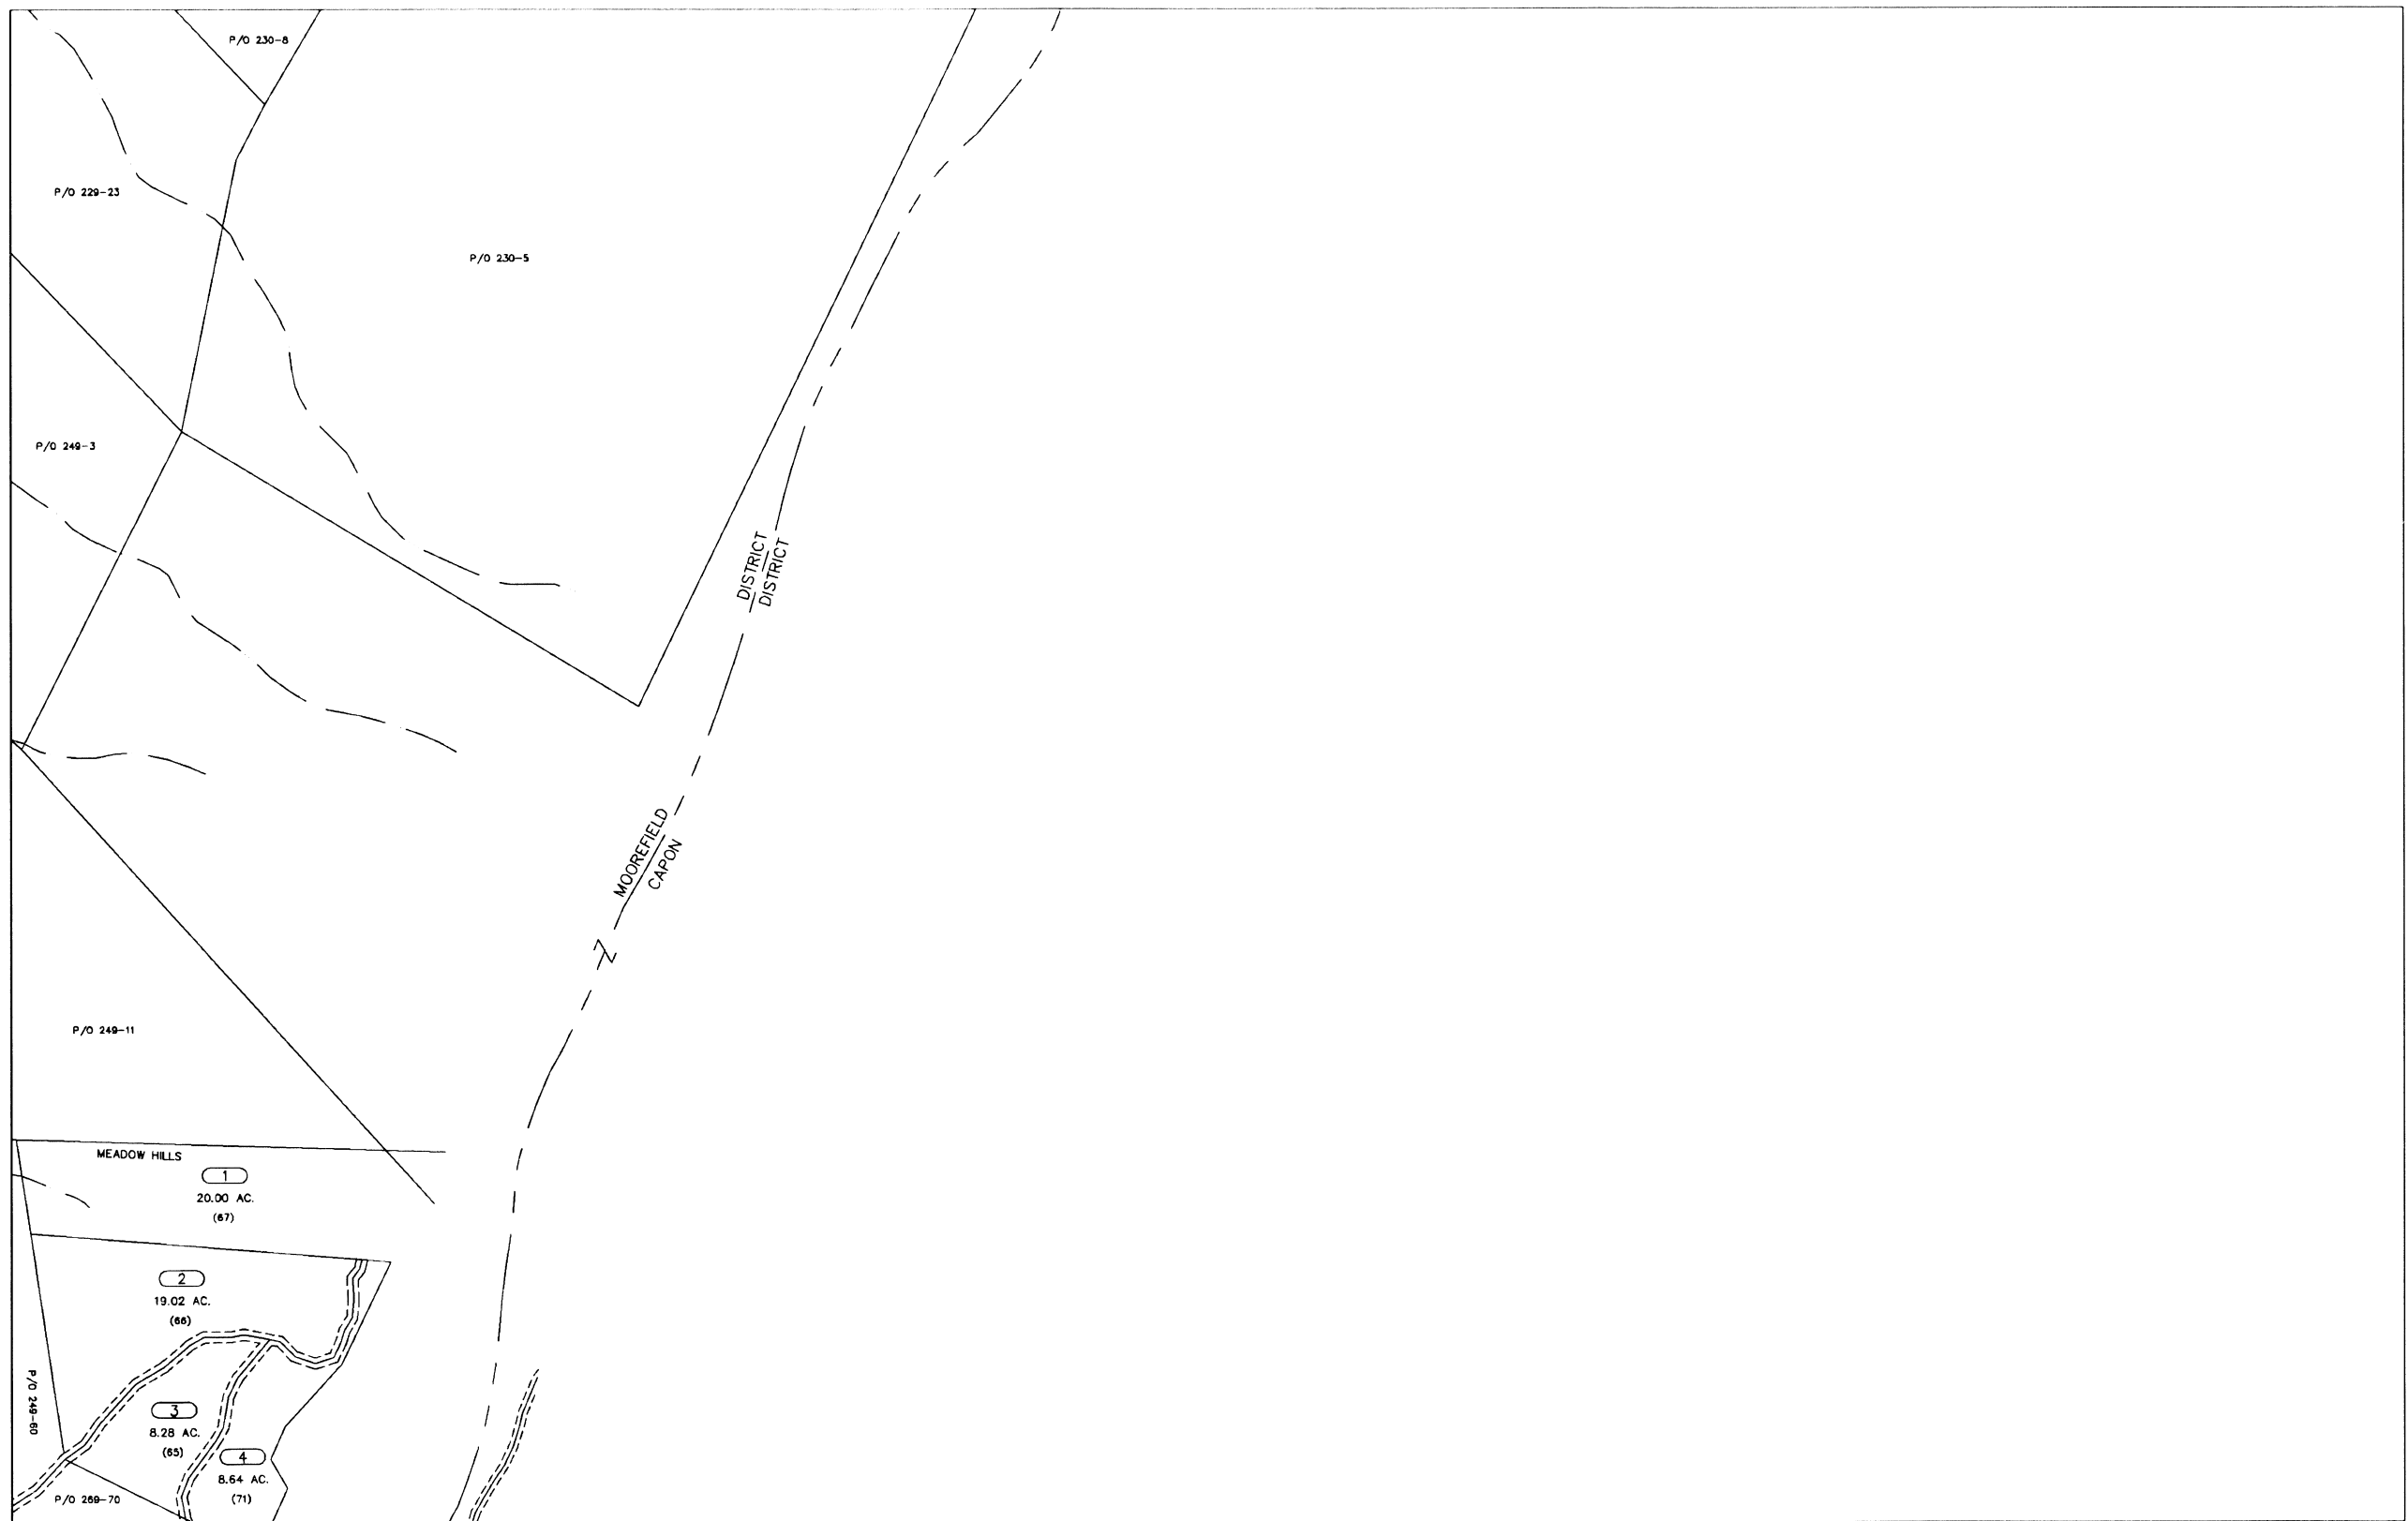 P/O 230-8
P/O 229-23
P/O 230-5
P/O 249-3
DISTRICT
DISTRICT
MOOREFIELD
CAPON
P/O 249-11
MEADOW HILLS
1
20.00 AC.
(67)
2
19.02 AC.
(66)
P/O 249-60
3
8.28 AC.
(65)
4
8.64 AC.
(71)
P/O 269-70